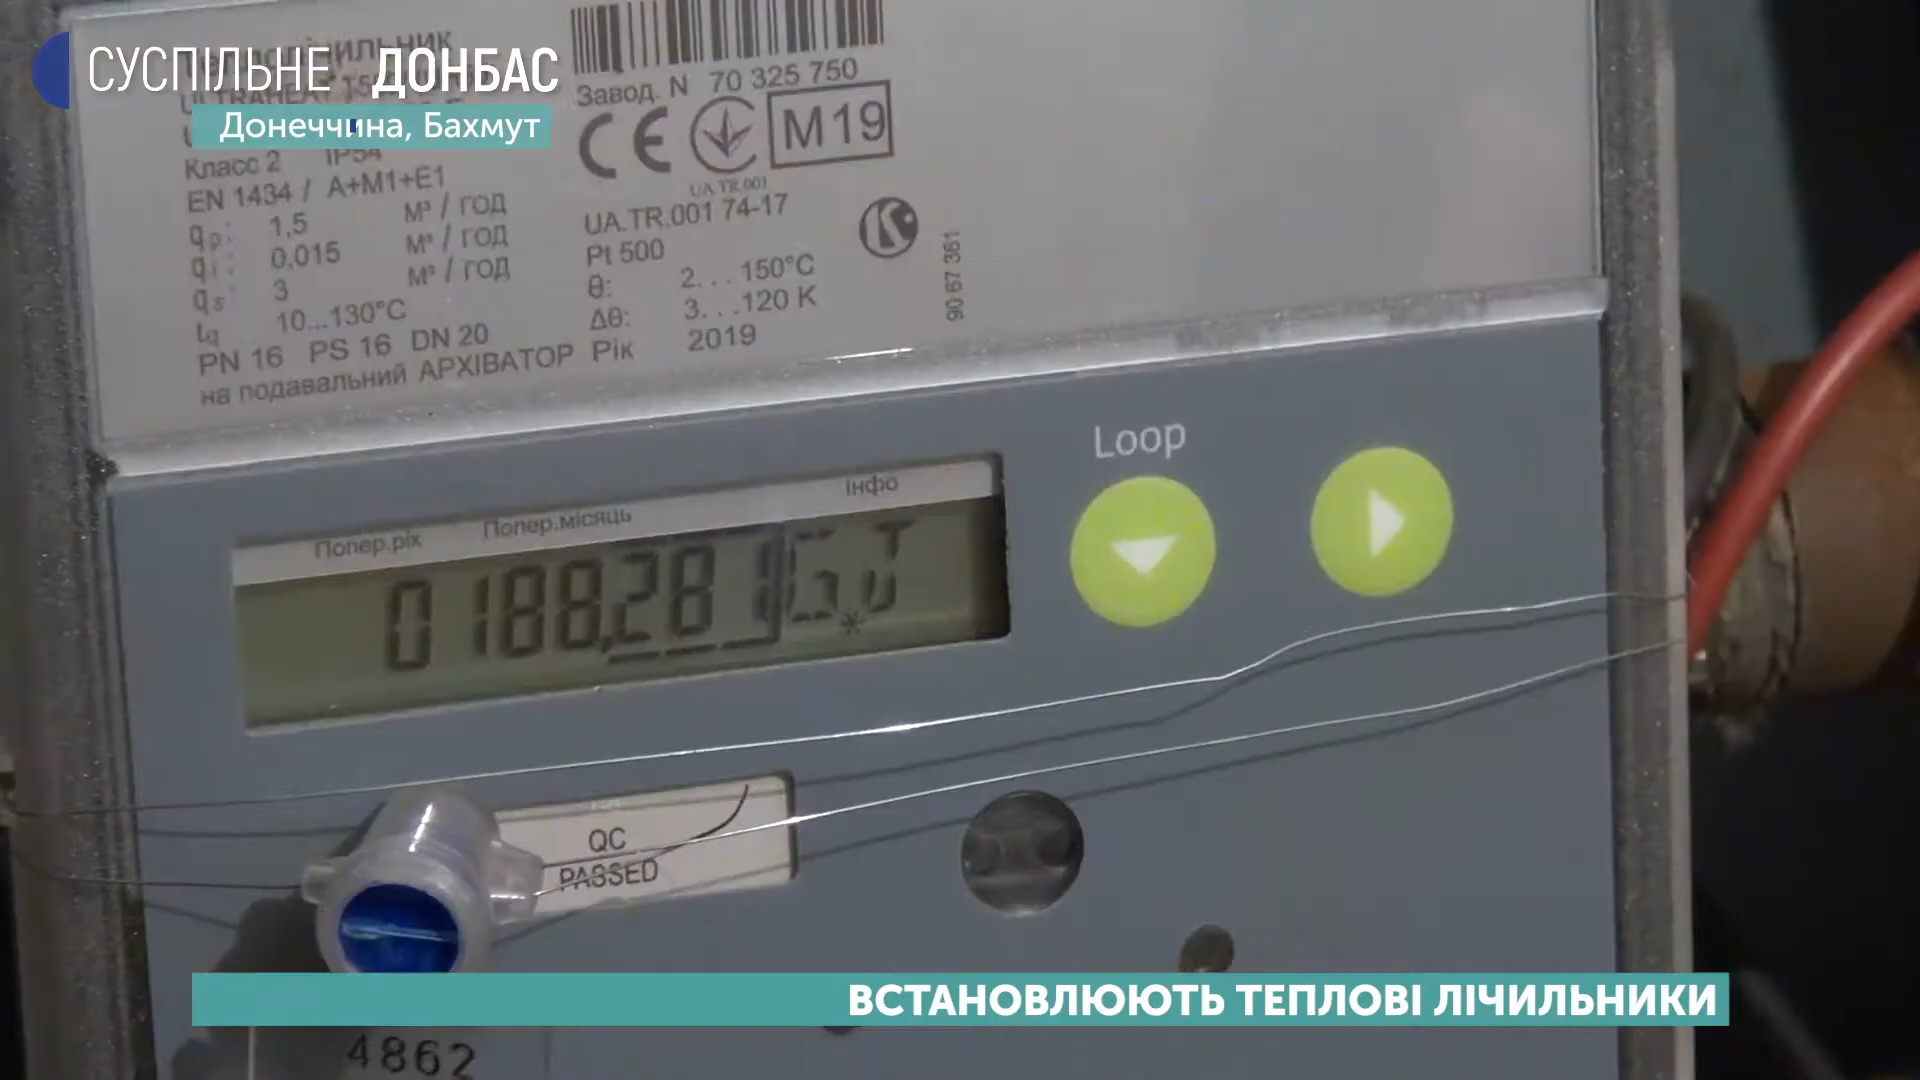 СУСПІЛЬНЕ ДОНБАС
Донеччина, Бахмут
Завод. N 70 325 750
CE M19
UA.TR.001
Класс 2 IP54
EN 1434 / A+M1+E1
UA.TR.001 74-17
qp: 1,5 м³ / год
Pt 500
qi: 0,015 м³ / год
θ: 2. . . 150°C
qs: 3 м³ / год
Δθ: 3. . .120 K
10...130°C
PN 16 PS 16 DN 20
Рік 2019
на подавальний АРХІВАТОР
90 67 361
Loop
Попер.рік Попер.місяць інфо
0188,281
QC
PASSED
ВСТАНОВЛЮЮТЬ ТЕПЛОВІ ЛІЧИЛЬНИКИ
4862